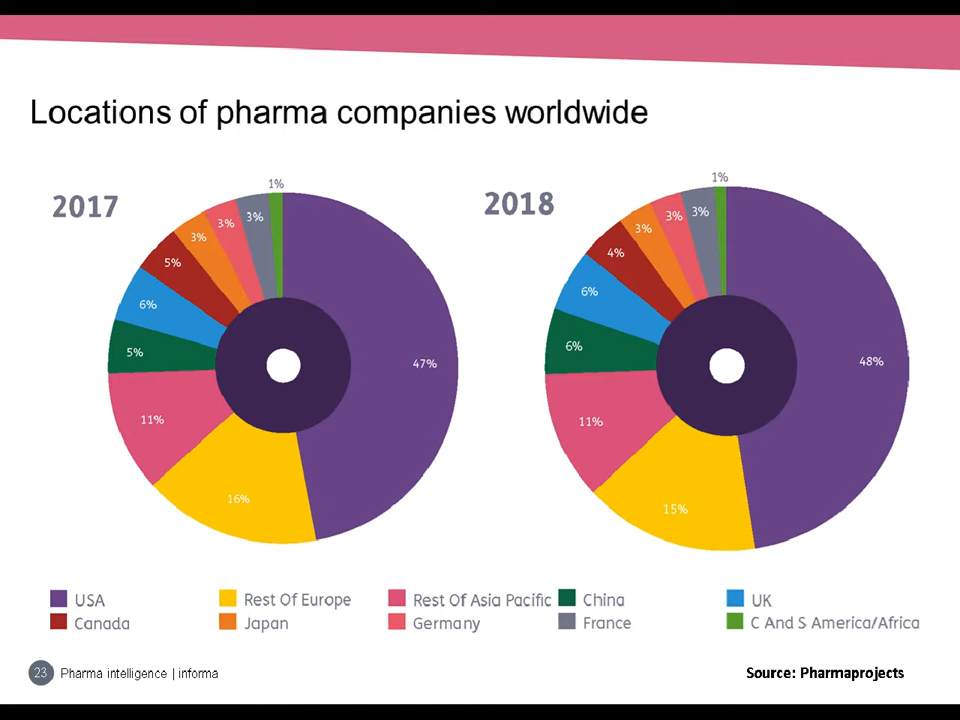 Locations of pharma companies worldwide
2017
1%
3%
3%
3%
5%
6%
5%
11%
16%
47%
2018
1%
3%
3%
3%
4%
6%
6%
11%
15%
48%
USA
Rest Of Europe
Rest Of Asia Pacific
China
UK
Canada
Japan
Germany
France
C And S America/Africa
23
Pharma intelligence | informa
Source: Pharmaprojects